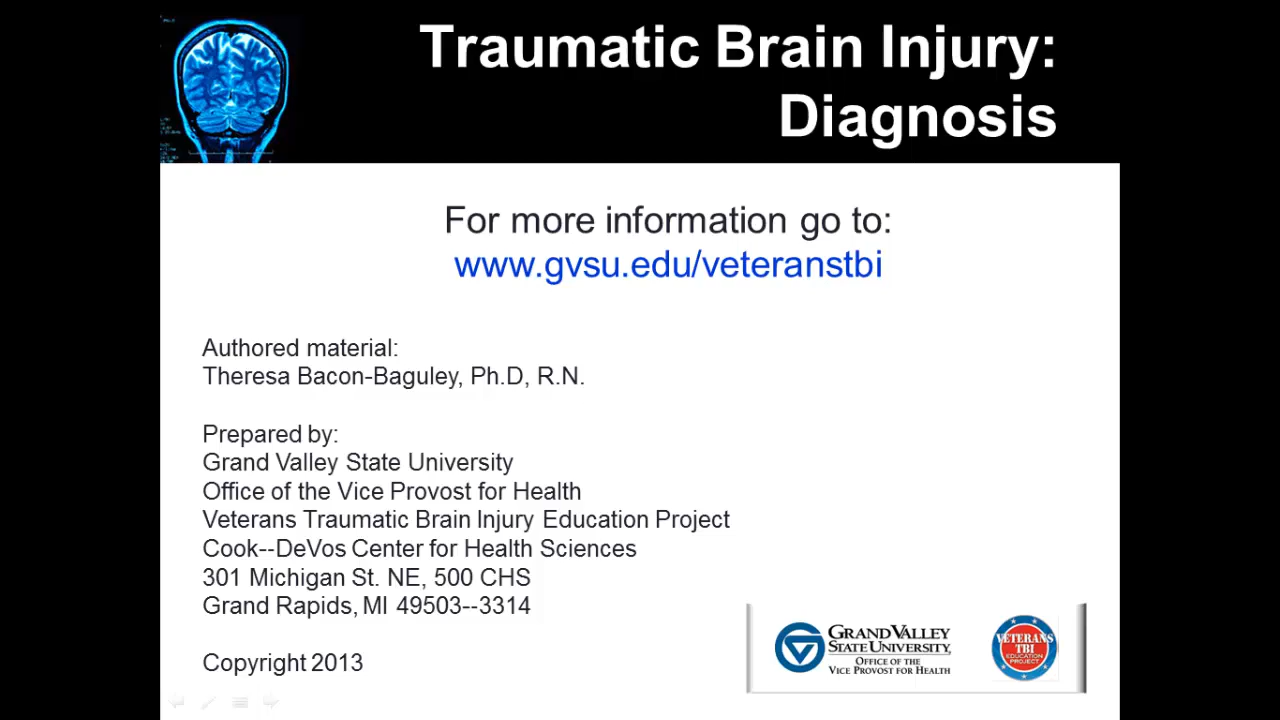 Traumatic Brain Injury:
Diagnosis
For more information go to:
www.gvsu.edu/veteranstbi
Authored material:
Theresa Bacon-Baguley, Ph.D, R.N.
Prepared by:
Grand Valley State University
Office of the Vice Provost for Health
Veterans Traumatic Brain Injury Education Project
Cook--DeVos Center for Health Sciences
301 Michigan St. NE, 500 CHS
Grand Rapids, MI 49503--3314
Copyright 2013
GRAND VALLEY
STATE UNIVERSITY
OFFICE OF THE
VICE PROVOST FOR HEALTH
VETERANS
TBI
EDUCATION
PROJECT